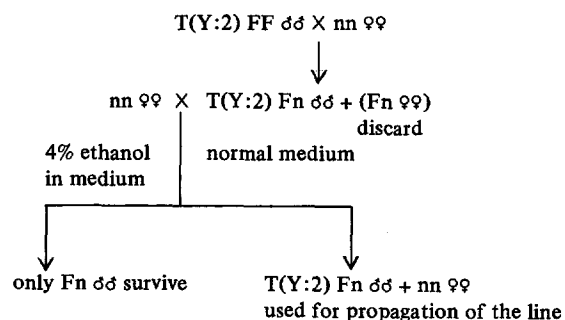 T(Y:2) FF ♂♂ X nn ♀♀
nn ♀♀ X T(Y:2) Fn ♂♂ + (Fn ♀♀)
discard
4% ethanol
in medium
normal medium
only Fn ♂♂ survive
T(Y:2) Fn ♂♂ + nn ♀♀
used for propagation of the line